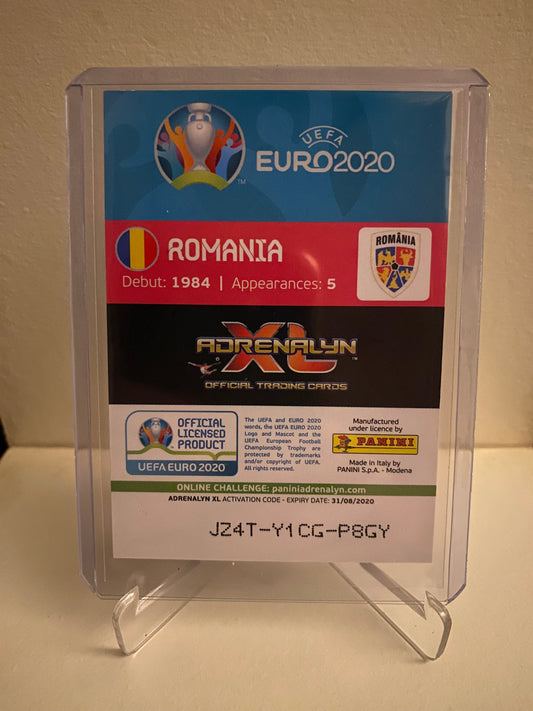 UEFA
EURO2020
™
ROMANIA
Debut: 1984 | Appearances: 5
ROMÂNIA
ADRENALYN
XL
™
OFFICIAL TRADING CARDS
OFFICIAL
LICENSED
PRODUCT
UEFA EURO 2020
The UEFA and EURO 2020
words, the UEFA EURO 2020
Logo and Mascot and the
UEFA European Football
Championship Trophy are
protected by trademarks
and/or copyright of UEFA.
All rights reserved.
Manufactured
under licence by
PANINI
Made in Italy by
PANINI S.p.A. - Modena
ONLINE CHALLENGE: paniniadrenalyn.com
ADRENALYN XL ACTIVATION CODE - EXPIRY DATE: 31/08/2020
JZ4T-Y1CG-P8GY